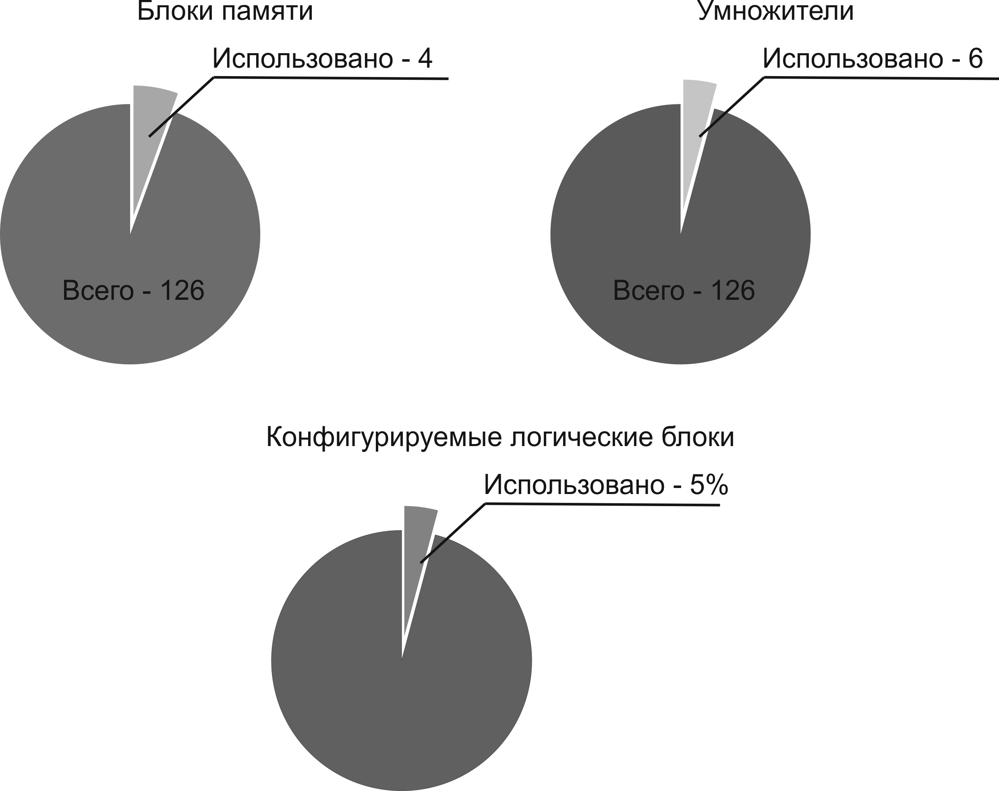 Блоки памяти
Использовано - 4
Всего - 126
Умножители
Использовано - 6
Всего - 126
Конфигурируемые логические блоки
Использовано - 5%